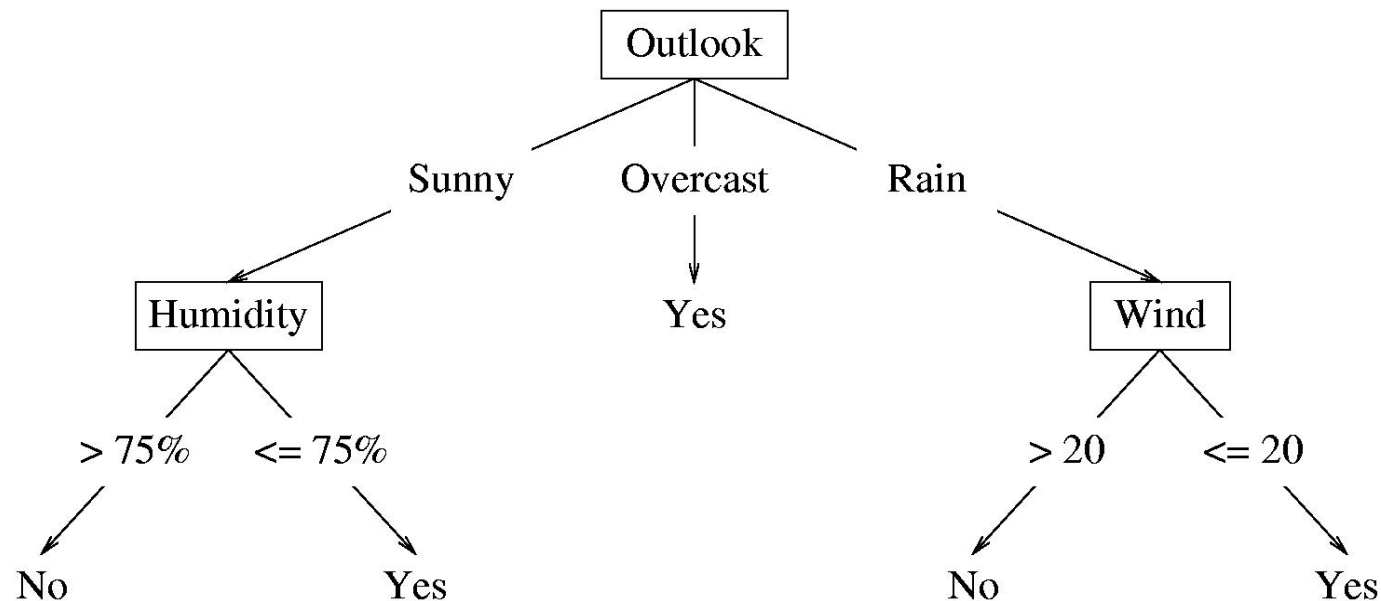 Outlook
Sunny Overcast Rain
Humidity Yes Wind
> 75% <= 75% > 20 <= 20
No Yes No Yes